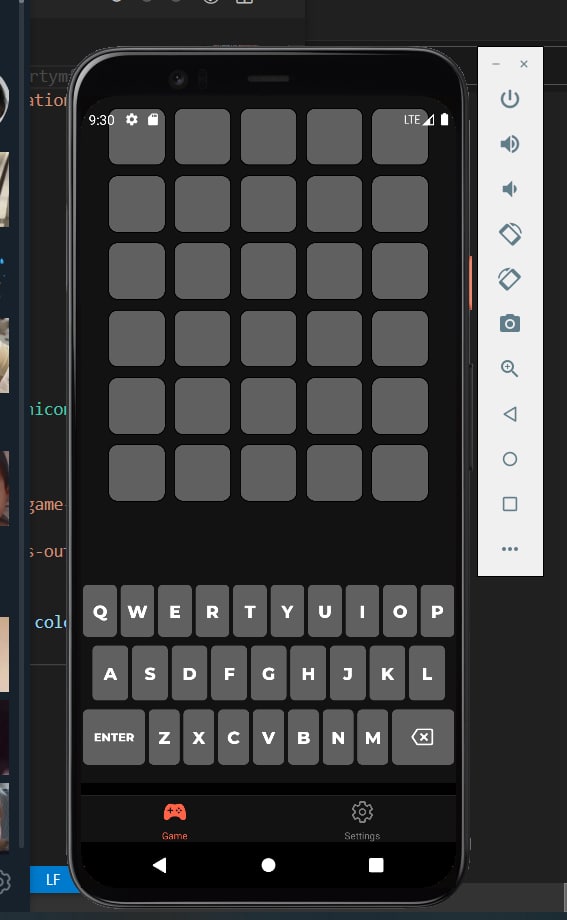 rtym
ation
9:30 LTE
nicon
game-
s-out
colo
Q W E R T Y U I O P
A S D F G H J K L
ENTER Z X C V B N M
Game Settings
LF